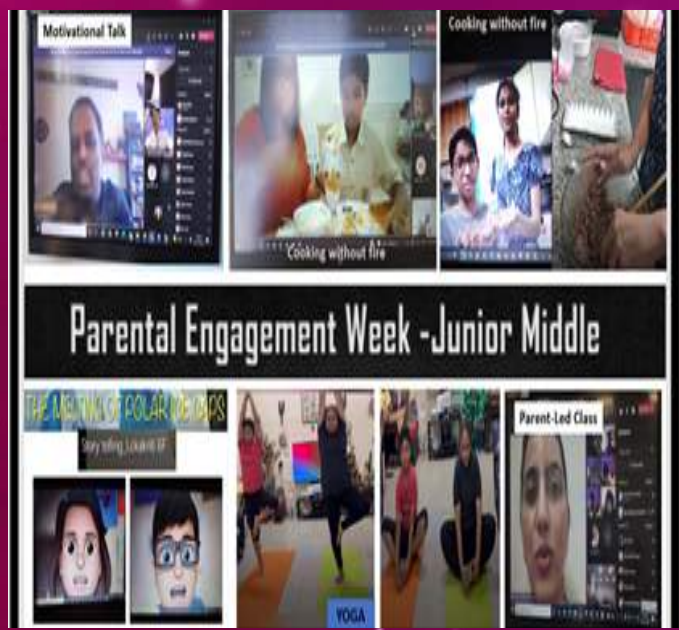 Motivational Talk
Cooking without fire
Cooking without fire
Parental Engagement Week -Junior Middle
THE MELTING OF POLAR ICE CAPS
Story telling
YOGA
Parent-Led Class